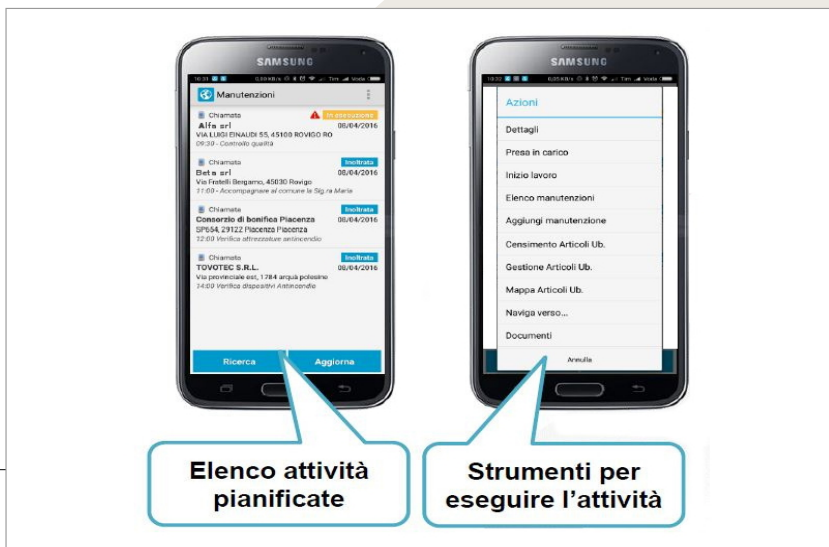 SAMSUNG
10:31
Manutenzioni
Chiamata
In esecuzione
Alfa srl
08/04/2016
VIA LUIGI EINAUDI 55, 45100 ROVIGO RO
09:30 - Controllo qualità
Chiamata
Inoltrata
Beta srl
08/04/2016
Via Fratelli Bergamo, 45030 Rovigo
11:00 - Accompagnare al comune la Sig.ra Maria
Chiamata
Inoltrata
Consorzio di bonifica Piacenza
08/04/2016
SP654, 29122 Piacenza Piacenza
12:00 Verifica attrezzature antincendio
Chiamata
Inoltrata
TOVOTEC S.R.L.
08/04/2016
Via provinciale est, 1784 arquà polesine
14:00 Verifica dispositivi Antincendio
Ricerca
Aggiorna
Elenco attività
pianificate
SAMSUNG
10:32
Azioni
Dettagli
Presa in carico
Inizio lavoro
Elenco manutenzioni
Aggiungi manutenzione
Censimento Articoli Ub.
Gestione Articoli Ub.
Mappa Articoli Ub.
Naviga verso...
Documenti
Annulla
Strumenti per
eseguire l'attività